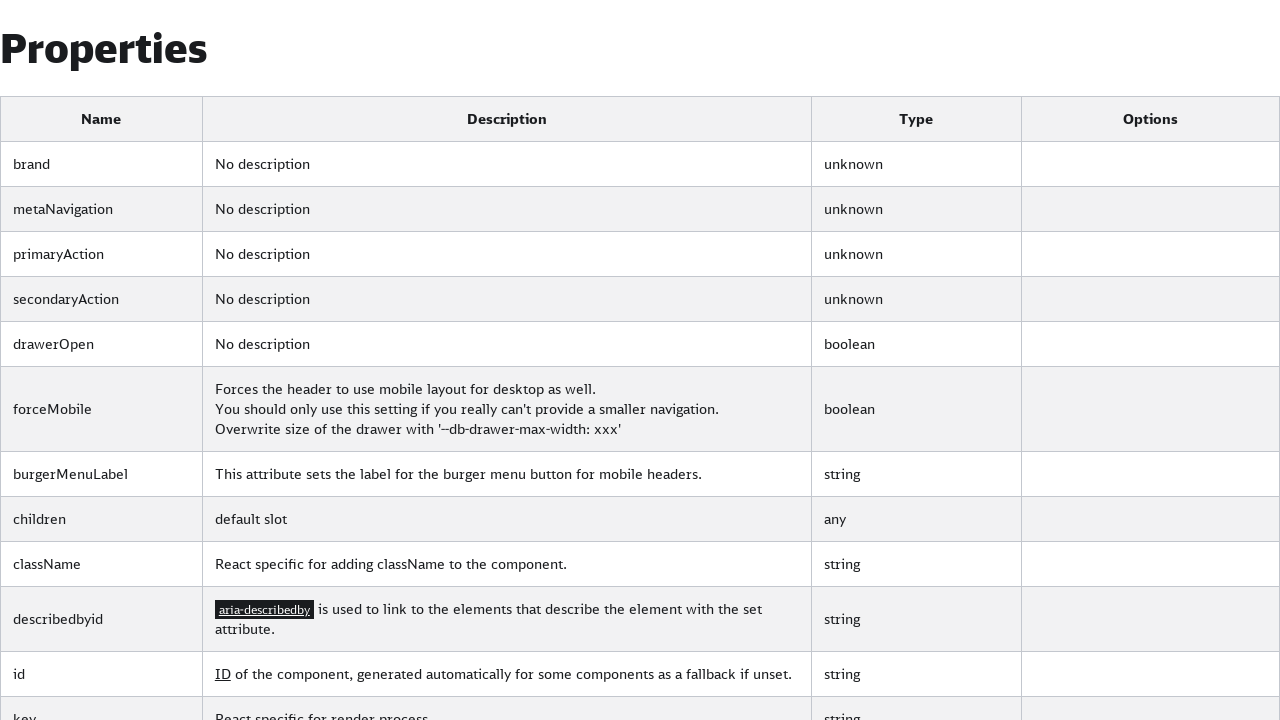 Properties
Name Description Type Options
brand No description unknown
metaNavigation No description unknown
primaryAction No description unknown
secondaryAction No description unknown
drawerOpen No description boolean
forceMobile Forces the header to use mobile layout for desktop as well.
You should only use this setting if you really can't provide a smaller navigation.
Overwrite size of the drawer with '--db-drawer-max-width: xxx' boolean
burgerMenuLabel This attribute sets the label for the burger menu button for mobile headers. string
children default slot any
className React specific for adding className to the component. string
describedbyid aria-describedby is used to link to the elements that describe the element with the set
attribute. string
id ID of the component, generated automatically for some components as a fallback if unset. string
key React specific for render process. string